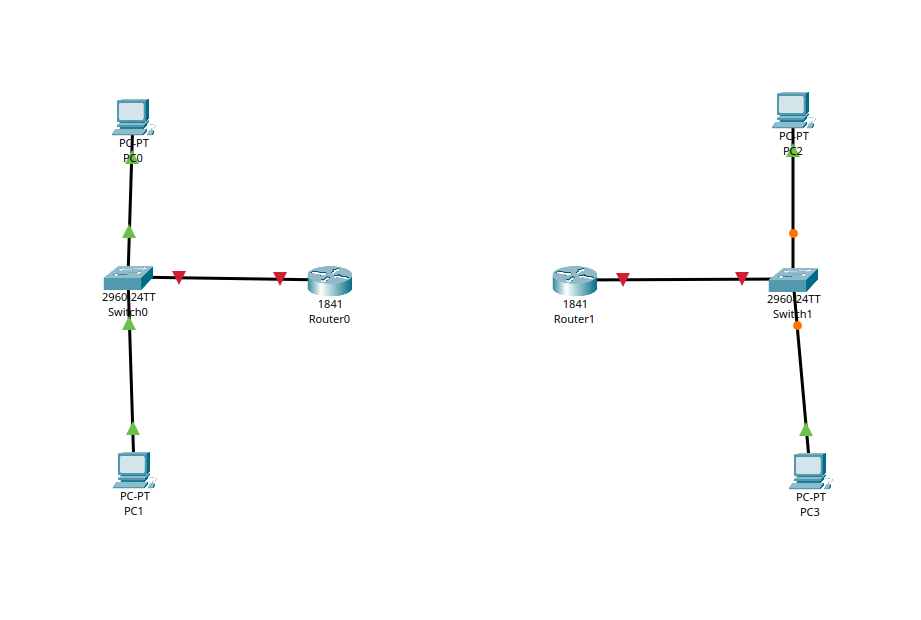 PC-PT
PC0
PC-PT
PC2
2960-24TT
Switch0
1841
Router0
1841
Router1
2960-24TT
Switch1
PC-PT
PC1
PC-PT
PC3